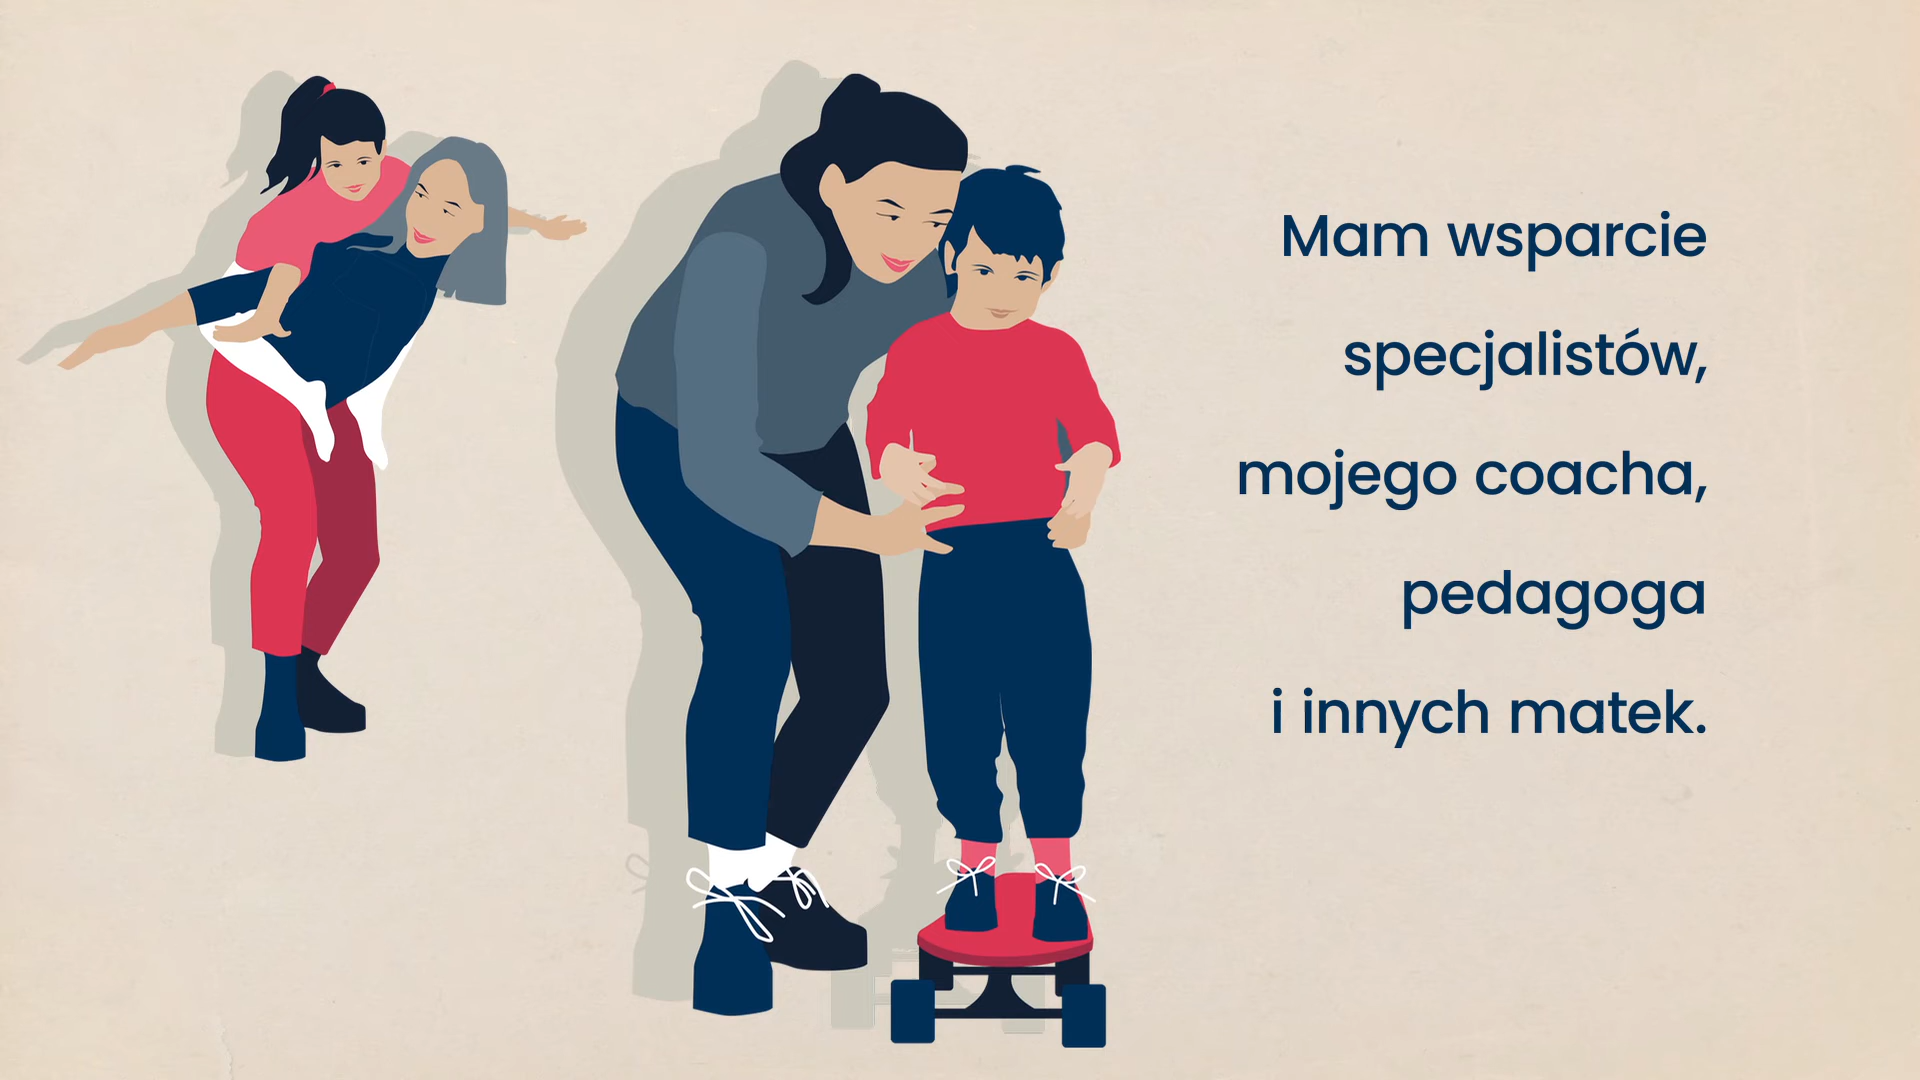 Mam wsparcie
specjalistów,
mojego coacha,
pedagoga
i innych matek.